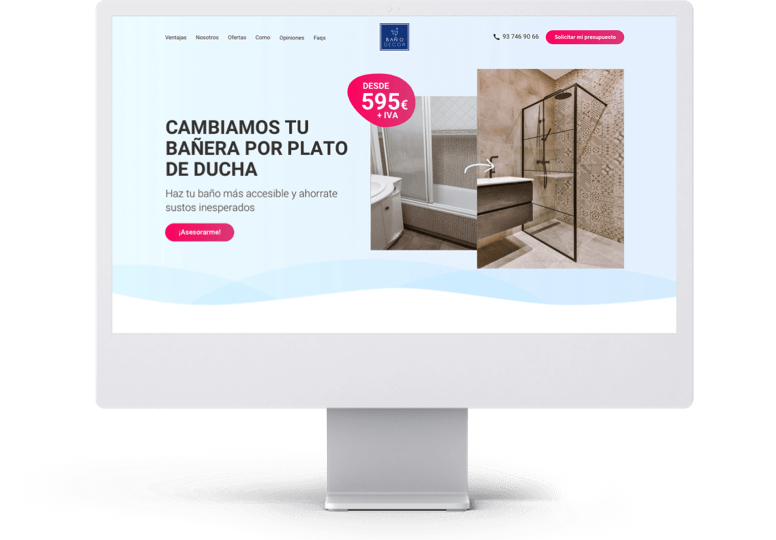 Ventajas Nosotros Ofertas Como Opiniones Faqs
BAÑO
DECOR
93 746 90 66
Solicitar mi presupuesto
DESDE
595€
+ IVA
CAMBIAMOS TU
BAÑERA POR PLATO
DE DUCHA
Haz tu baño más accesible y ahorrate
sustos inesperados
¡Asesorarme!